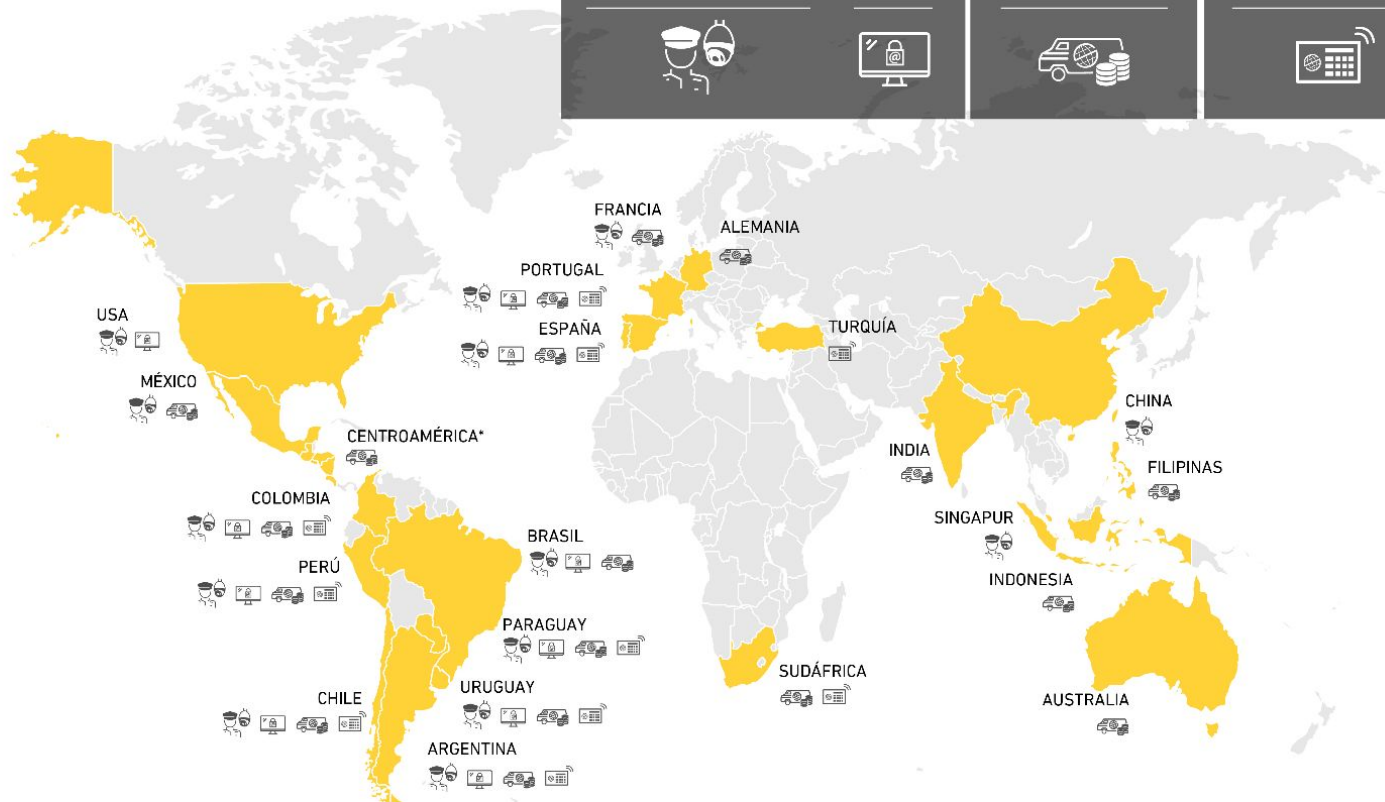 FRANCIA
ALEMANIA
PORTUGAL
ESPAÑA
TURQUÍA
USA
MÉXICO
CENTROAMÉRICA*
CHINA
INDIA
FILIPINAS
COLOMBIA
BRASIL
SINGAPUR
PERÚ
INDONESIA
PARAGUAY
SUDÁFRICA
CHILE
URUGUAY
AUSTRALIA
ARGENTINA